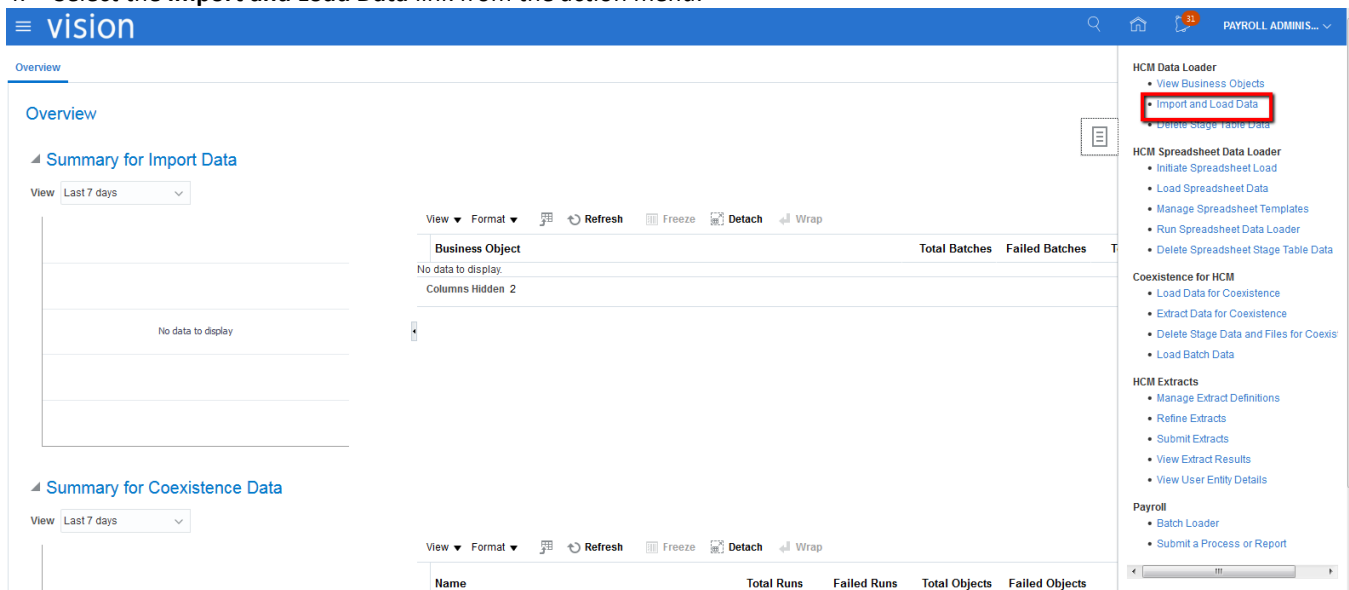 4. Select the Import and Load Data link from the action menu.
vision
31
PAYROLL ADMINIS...
Overview
Overview
Summary for Import Data
View Last 7 days
No data to display
View Format Refresh Freeze Detach Wrap
Business Object Total Batches Failed Batches T
No data to display.
Columns Hidden 2
Summary for Coexistence Data
View Last 7 days
View Format Refresh Freeze Detach Wrap
Name Total Runs Failed Runs Total Objects Failed Objects
HCM Data Loader
• View Business Objects
• Import and Load Data
• Delete Stage Table Data
HCM Spreadsheet Data Loader
• Initiate Spreadsheet Load
• Load Spreadsheet Data
• Manage Spreadsheet Templates
• Run Spreadsheet Data Loader
• Delete Spreadsheet Stage Table Data
Coexistence for HCM
• Load Data for Coexistence
• Extract Data for Coexistence
• Delete Stage Data and Files for Coexis
• Load Batch Data
HCM Extracts
• Manage Extract Definitions
• Refine Extracts
• Submit Extracts
• View Extract Results
• View User Entity Details
Payroll
• Batch Loader
• Submit a Process or Report